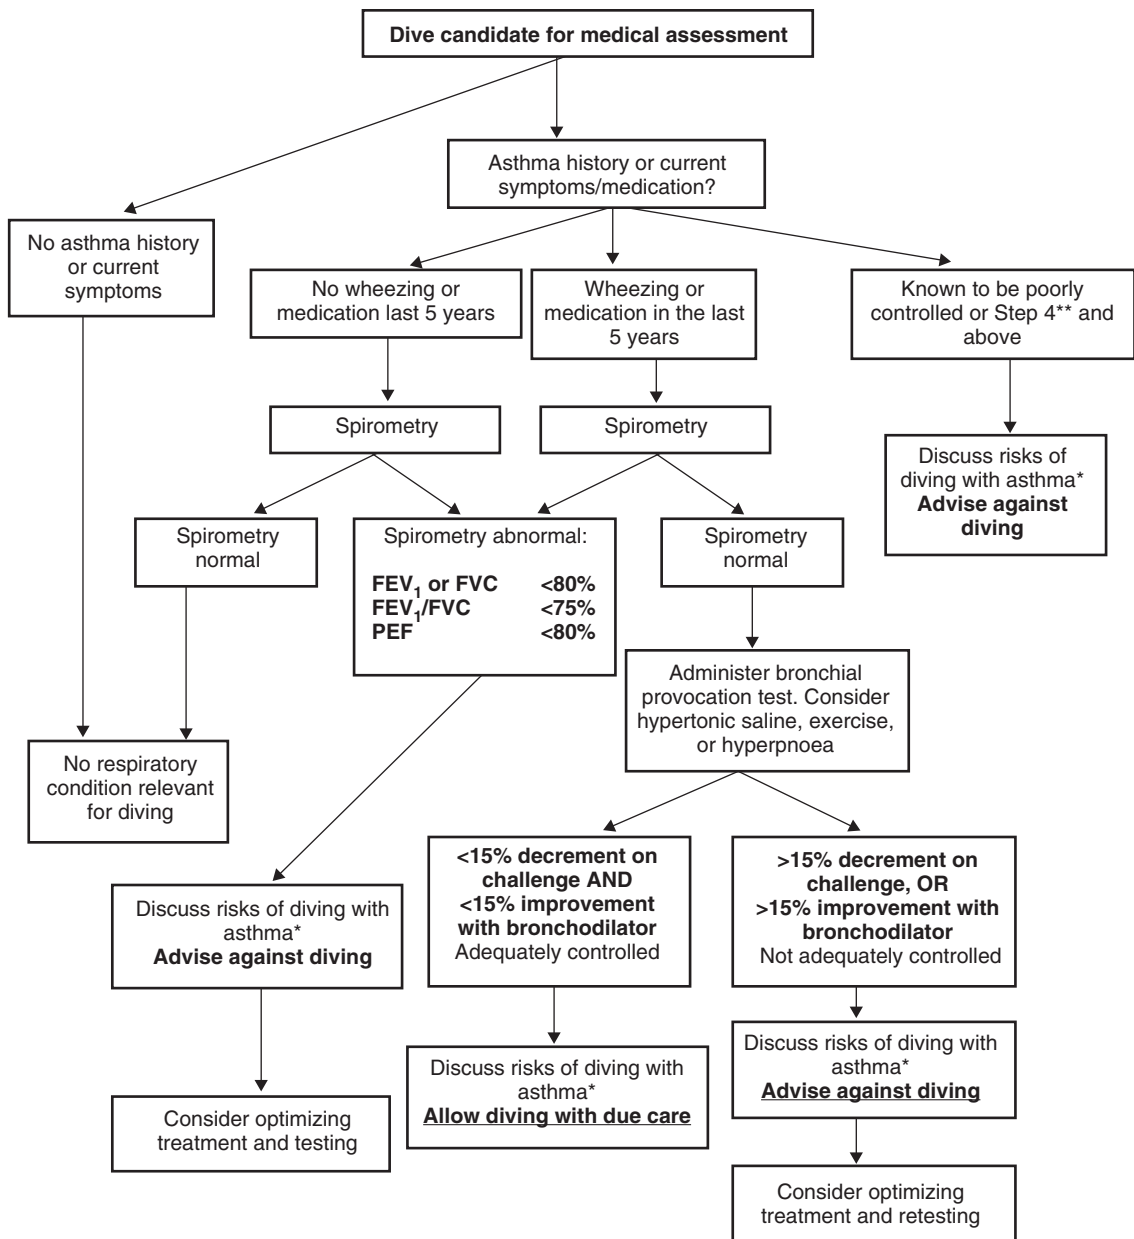 Dive candidate for medical assessment
Asthma history or current
symptoms/medication?
No asthma history
or current
symptoms
No wheezing or
medication last 5 years
Wheezing or
medication in the last
5 years
Known to be poorly
controlled or Step 4** and
above
Spirometry
Spirometry
Discuss risks of
diving with asthma*
Advise against
diving
Spirometry
normal
Spirometry abnormal:
FEV1 or FVC <80%
FEV1/FVC <75%
PEF <80%
Spirometry
normal
Administer bronchial
provocation test. Consider
hypertonic saline, exercise,
or hyperpnoea
No respiratory
condition relevant
for diving
<15% decrement on
challenge AND
<15% improvement
with bronchodilator
Adequately controlled
>15% decrement on
challenge, OR
>15% improvement with
bronchodilator
Not adequately controlled
Discuss risks of diving with
asthma*
Advise against diving
Discuss risks of diving with
asthma*
Allow diving with due care
Discuss risks of diving with
asthma*
Advise against diving
Consider optimizing
treatment and testing
Consider optimizing
treatment and retesting